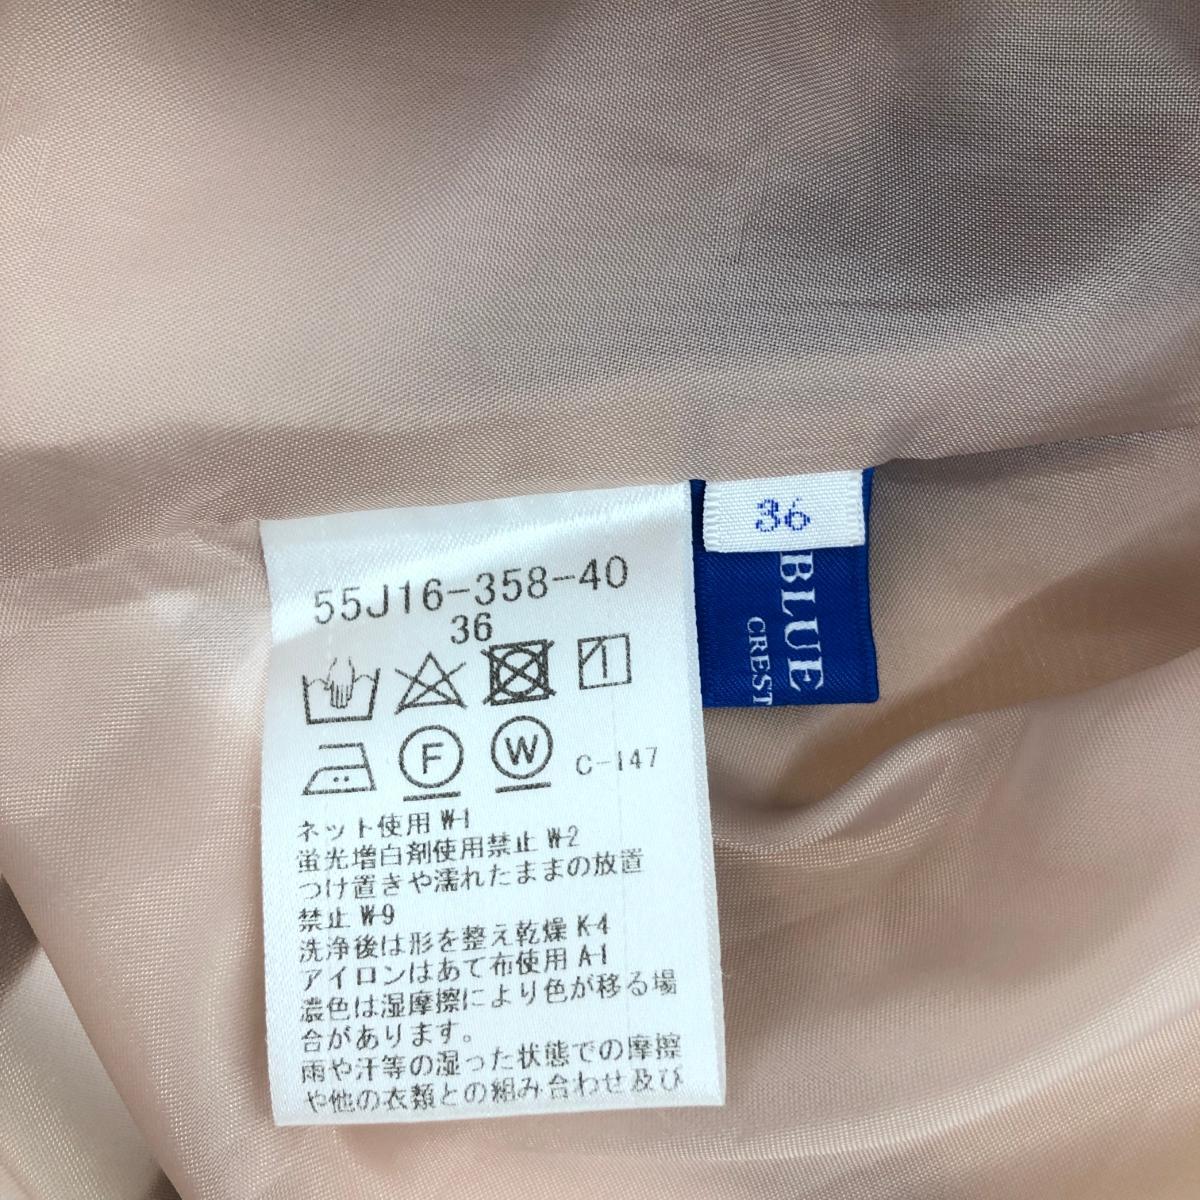 55J16-358-40
36
F W C-147
ネット使用 W-1
蛍光増白剤使用禁止 W-2
つけ置きや濡れたままの放置
禁止 W-9
洗浄後は形を整え乾燥 K-4
アイロンはあて布使用 A-1
濃色は湿摩擦により色が移る場
合があります。
雨や汗等の湿った状態での摩擦
や他の衣類との組み合わせ及び
36
BLUE
CREST